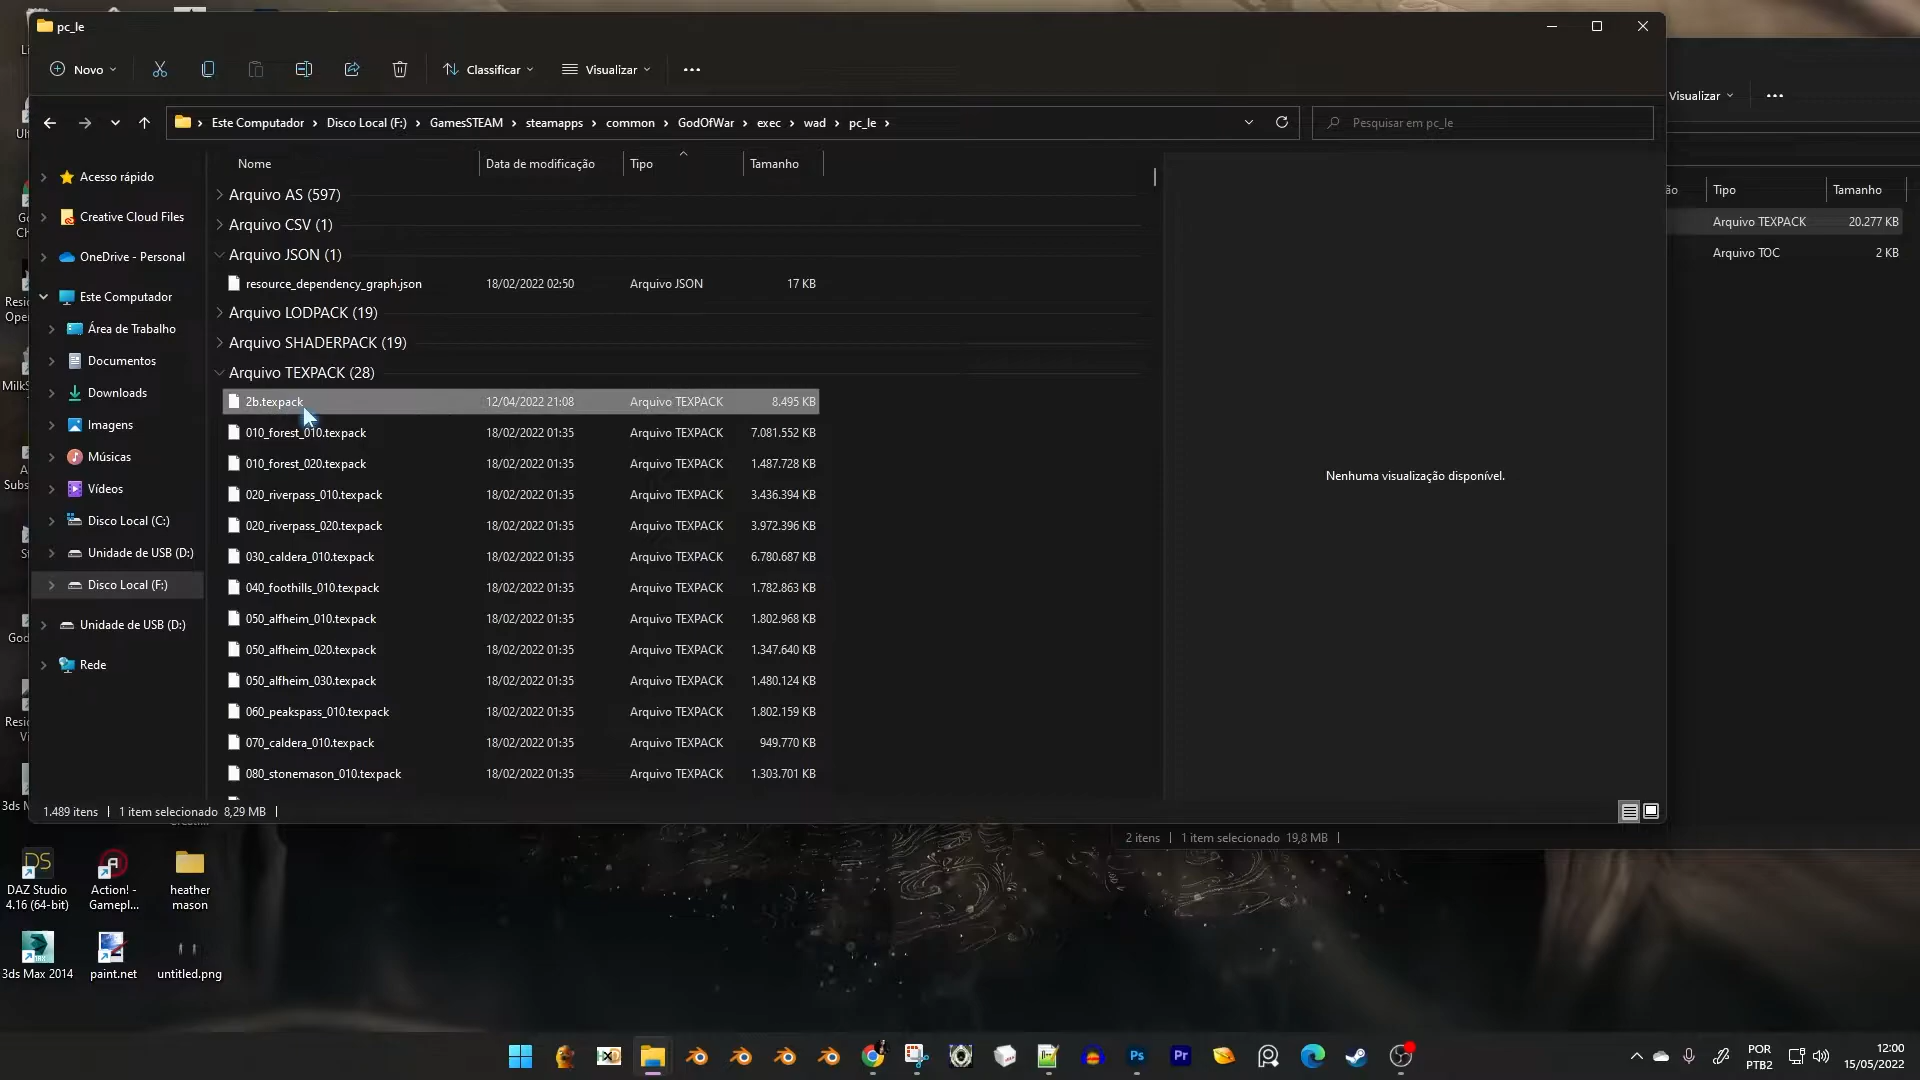 pc_le
Novo
Classificar
Visualizar
Este Computador
Disco Local (F:)
GamesSTEAM
steamapps
common
GodOfWar
exec
wad
pc_le
Pesquisar em pc_le
Visualizar
Acesso rápido
Creative Cloud Files
OneDrive - Personal
Este Computador
Área de Trabalho
Documentos
Downloads
Imagens
Músicas
Vídeos
Disco Local (C:)
Unidade de USB (D:)
Disco Local (F:)
Unidade de USB (D:)
Rede
Nome Data de modificação Tipo Tamanho
Arquivo AS (597)
Arquivo CSV (1)
Arquivo JSON (1)
resource_dependency_graph.json 18/02/2022 02:50 Arquivo JSON 17 KB
Arquivo LODPACK (19)
Arquivo SHADERPACK (19)
Arquivo TEXPACK (28)
2b.texpack 12/04/2022 21:08 Arquivo TEXPACK 8.495 KB
010_forest_010.texpack 18/02/2022 01:35 Arquivo TEXPACK 7.081.552 KB
010_forest_020.texpack 18/02/2022 01:35 Arquivo TEXPACK 1.487.728 KB
020_riverpass_010.texpack 18/02/2022 01:35 Arquivo TEXPACK 3.436.394 KB
020_riverpass_020.texpack 18/02/2022 01:35 Arquivo TEXPACK 3.972.396 KB
030_caldera_010.texpack 18/02/2022 01:35 Arquivo TEXPACK 6.780.687 KB
040_foothills_010.texpack 18/02/2022 01:35 Arquivo TEXPACK 1.782.863 KB
050_alfheim_010.texpack 18/02/2022 01:35 Arquivo TEXPACK 1.802.968 KB
050_alfheim_020.texpack 18/02/2022 01:35 Arquivo TEXPACK 1.347.640 KB
050_alfheim_030.texpack 18/02/2022 01:35 Arquivo TEXPACK 1.480.124 KB
060_peakspass_010.texpack 18/02/2022 01:35 Arquivo TEXPACK 1.802.159 KB
070_caldera_010.texpack 18/02/2022 01:35 Arquivo TEXPACK 949.770 KB
080_stonemason_010.texpack 18/02/2022 01:35 Arquivo TEXPACK 1.303.701 KB
Nenhuma visualização disponível.
ão Tipo Tamanho
Arquivo TEXPACK 20.277 KB
Arquivo TOC 2 KB
1.489 itens 1 item selecionado 8,29 MB
2 itens 1 item selecionado 19,8 MB
DAZ Studio
4.16 (64-bit)
Action! -
Gamepl...
heather
mason
3ds Max 2014
paint.net
untitled.png
Ps
Pr
POR
PTB2
12:00
15/05/2022